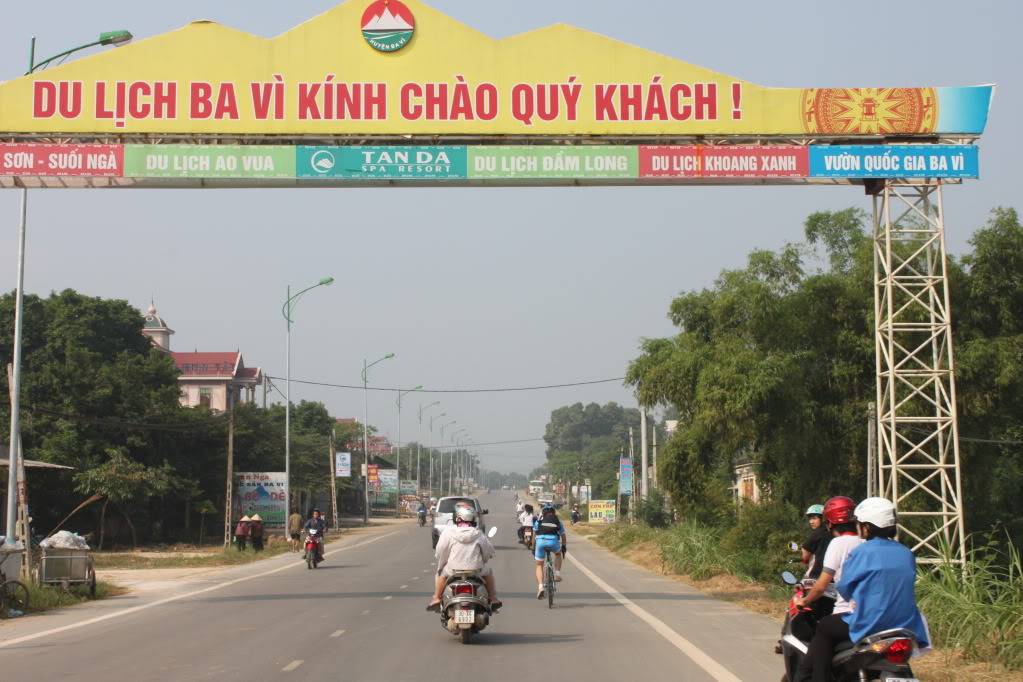 HUYỆN BA VÌ
DU LỊCH BA VÌ KÍNH CHÀO QUÝ KHÁCH !
SƠN - SUỐI NGÀ
DU LỊCH AO VUA
TAN DA
SPA RESORT
DU LỊCH ĐẦM LONG
DU LỊCH KHOANG XANH
VƯỜN QUỐC GIA BA VÌ